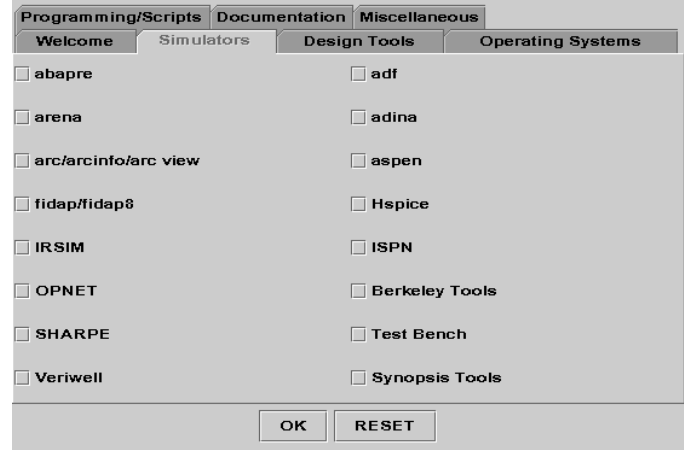 Programming/Scripts Documentation Miscellaneous
Welcome Simulators Design Tools Operating Systems
abapre adf
arena adina
arc/arcinfo/arc view aspen
fidap/fidap8 Hspice
IRSIM ISPN
OPNET Berkeley Tools
SHARPE Test Bench
Veriwell Synopsis Tools
OK RESET